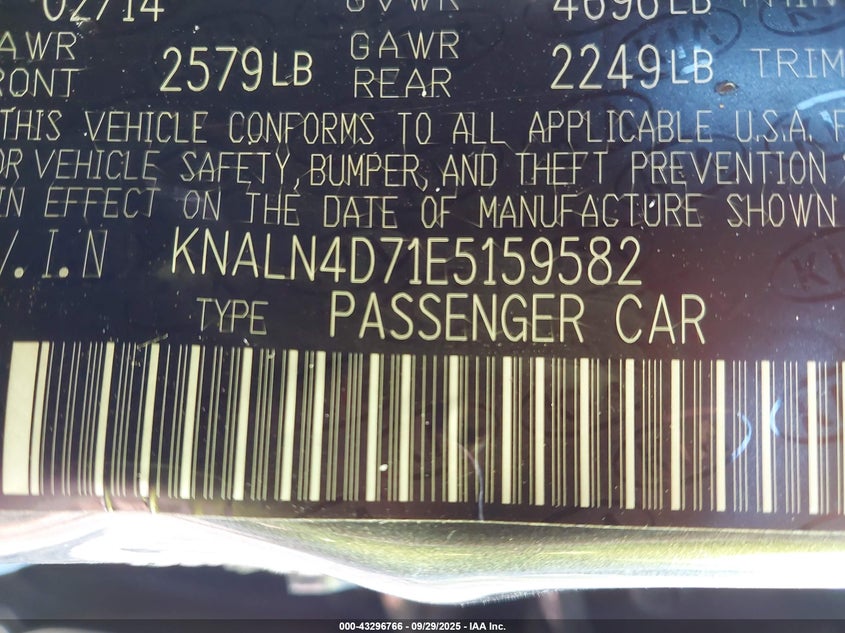 02/14 GVWR 4696LB
GAWR FRONT 2579LB GAWR REAR 2249LB TRIM
THIS VEHICLE CONFORMS TO ALL APPLICABLE U.S.A. F
OR VEHICLE SAFETY, BUMPER, AND THEFT PREVENTION
IN EFFECT ON THE DATE OF MANUFACTURE SHOWN
V.I.N KNALN4D71E5159582
TYPE PASSENGER CAR
000-43296766 - 09/29/2025 - IAA Inc.